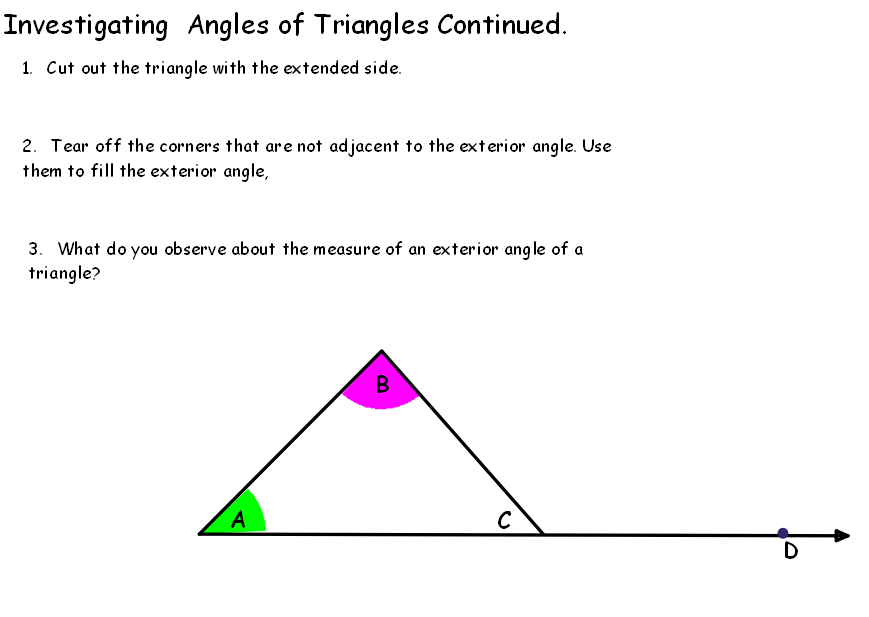 Investigating Angles of Triangles Continued.
1. Cut out the triangle with the extended side.
2. Tear off the corners that are not adjacent to the exterior angle. Use
them to fill the exterior angle,
3. What do you observe about the measure of an exterior angle of a
triangle?
B
A
C
D